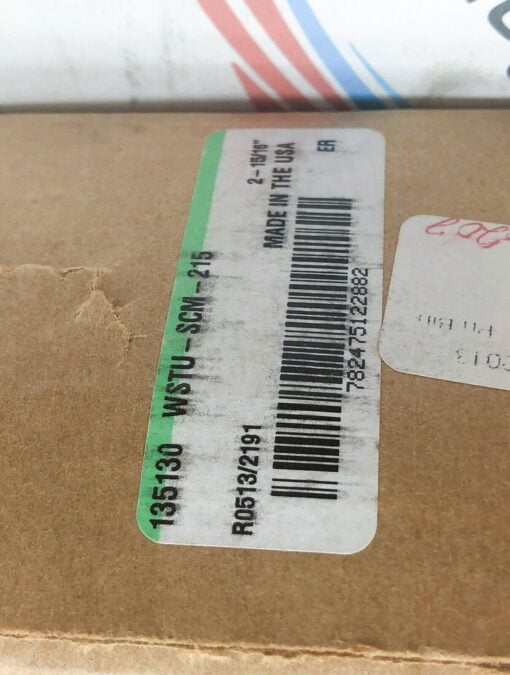 135130 WSTU-SCM-215
2-15/16"
R0513/2191 MADE IN THE USA
ER
782475122882